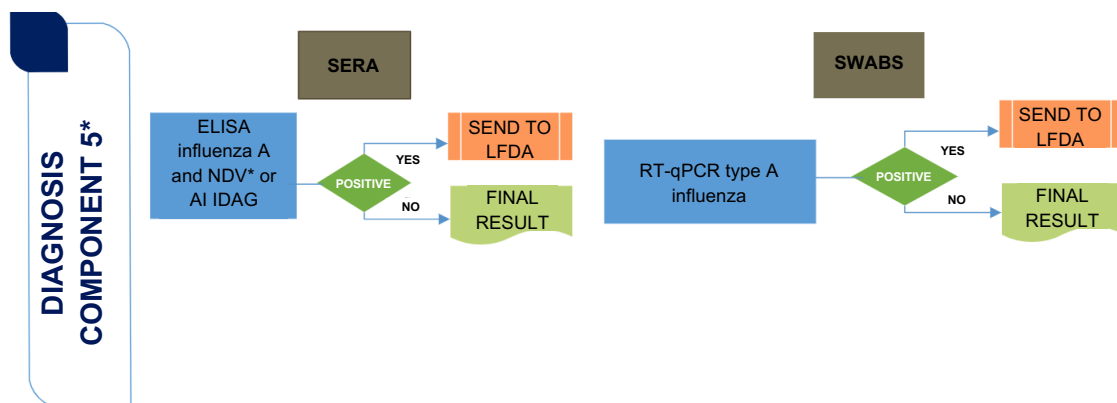 DIAGNOSIS
COMPONENT 5*
SERA
ELISA
influenza A
and NDV* or
AI IDAG
POSITIVE
YES
NO
SEND TO
LFDA
FINAL
RESULT
SWABS
RT-qPCR type A
influenza
POSITIVE
YES
NO
SEND TO
LFDA
FINAL
RESULT